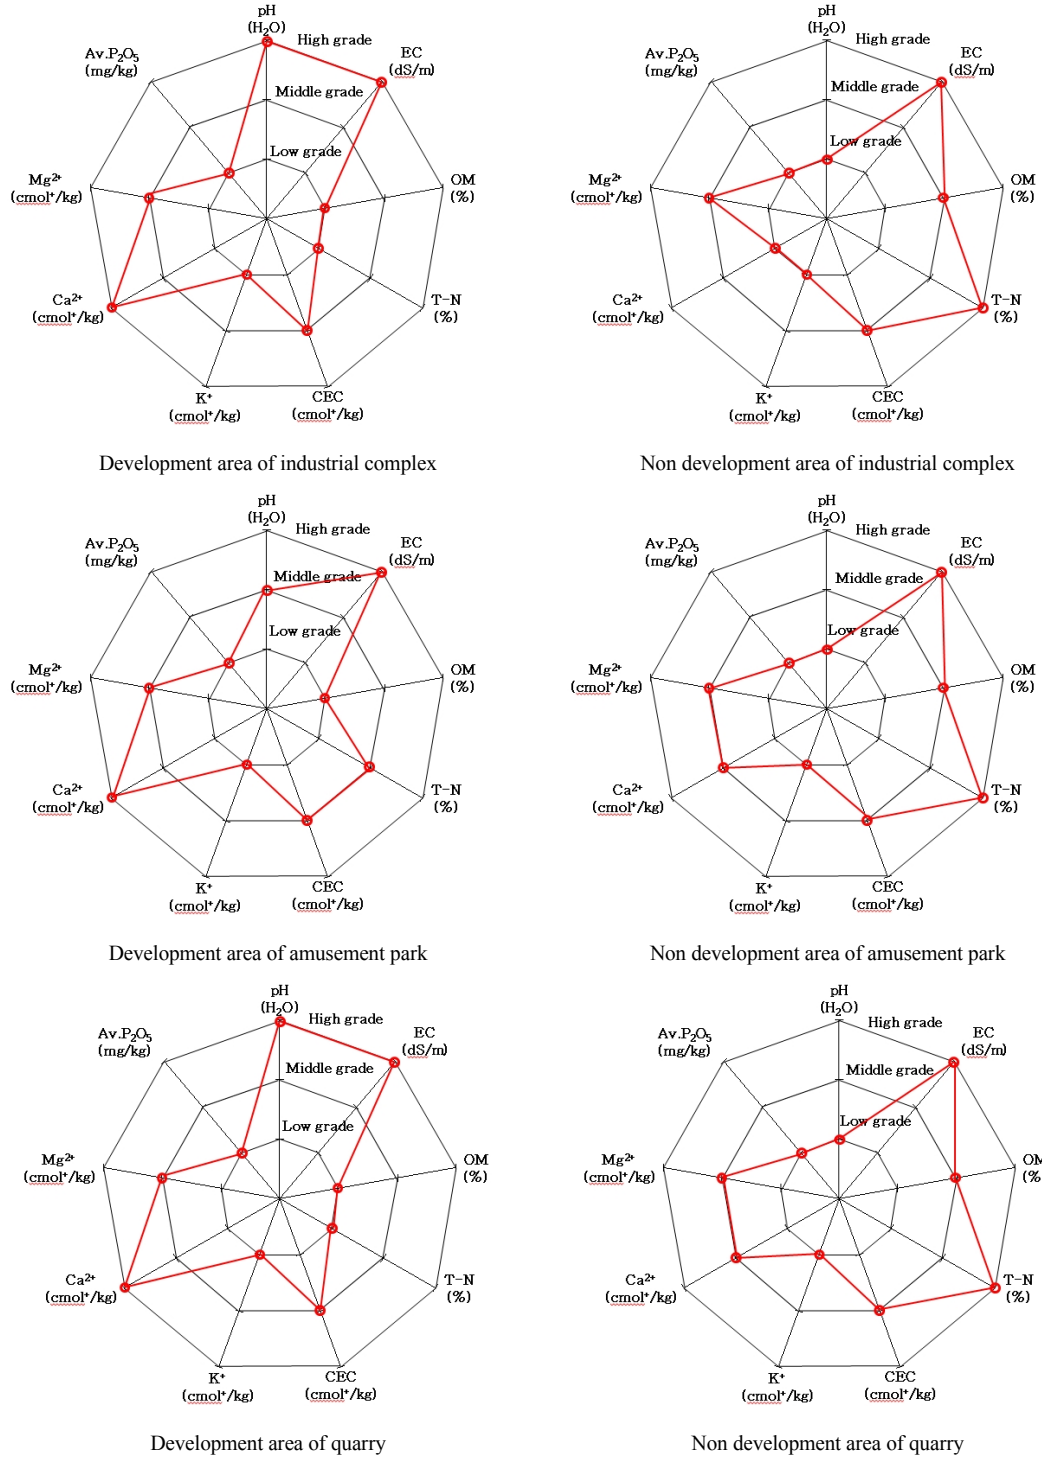 pH
(H₂O)
High grade
EC
(dS/m)
Av.P₂O₅
(mg/kg)
Middle grade
Low grade
Mg²⁺
(cmol⁺/kg)
OM
(%)
Ca²⁺
(cmol⁺/kg)
T-N
(%)
K⁺
(cmol⁺/kg)
CEC
(cmol⁺/kg)
Development area of industrial complex
pH
(H₂O)
High grade
EC
(dS/m)
Av.P₂O₅
(mg/kg)
Middle grade
Low grade
Mg²⁺
(cmol⁺/kg)
OM
(%)
Ca²⁺
(cmol⁺/kg)
T-N
(%)
K⁺
(cmol⁺/kg)
CEC
(cmol⁺/kg)
Non development area of industrial complex
pH
(H₂O)
High grade
EC
(dS/m)
Av.P₂O₅
(mg/kg)
Middle grade
Low grade
Mg²⁺
(cmol⁺/kg)
OM
(%)
Ca²⁺
(cmol⁺/kg)
T-N
(%)
K⁺
(cmol⁺/kg)
CEC
(cmol⁺/kg)
Development area of amusement park
pH
(H₂O)
High grade
EC
(dS/m)
Av.P₂O₅
(mg/kg)
Middle grade
Low grade
Mg²⁺
(cmol⁺/kg)
OM
(%)
Ca²⁺
(cmol⁺/kg)
T-N
(%)
K⁺
(cmol⁺/kg)
CEC
(cmol⁺/kg)
Non development area of amusement park
pH
(H₂O)
High grade
EC
(dS/m)
Av.P₂O₅
(mg/kg)
Middle grade
Low grade
Mg²⁺
(cmol⁺/kg)
OM
(%)
Ca²⁺
(cmol⁺/kg)
T-N
(%)
K⁺
(cmol⁺/kg)
CEC
(cmol⁺/kg)
Development area of quarry
pH
(H₂O)
High grade
EC
(dS/m)
Av.P₂O₅
(mg/kg)
Middle grade
Low grade
Mg²⁺
(cmol⁺/kg)
OM
(%
Ca²⁺
(cmol⁺/kg)
T-N
(%)
K⁺
(cmol⁺/kg)
CEC
(cmol⁺/kg)
Non development area of quarry